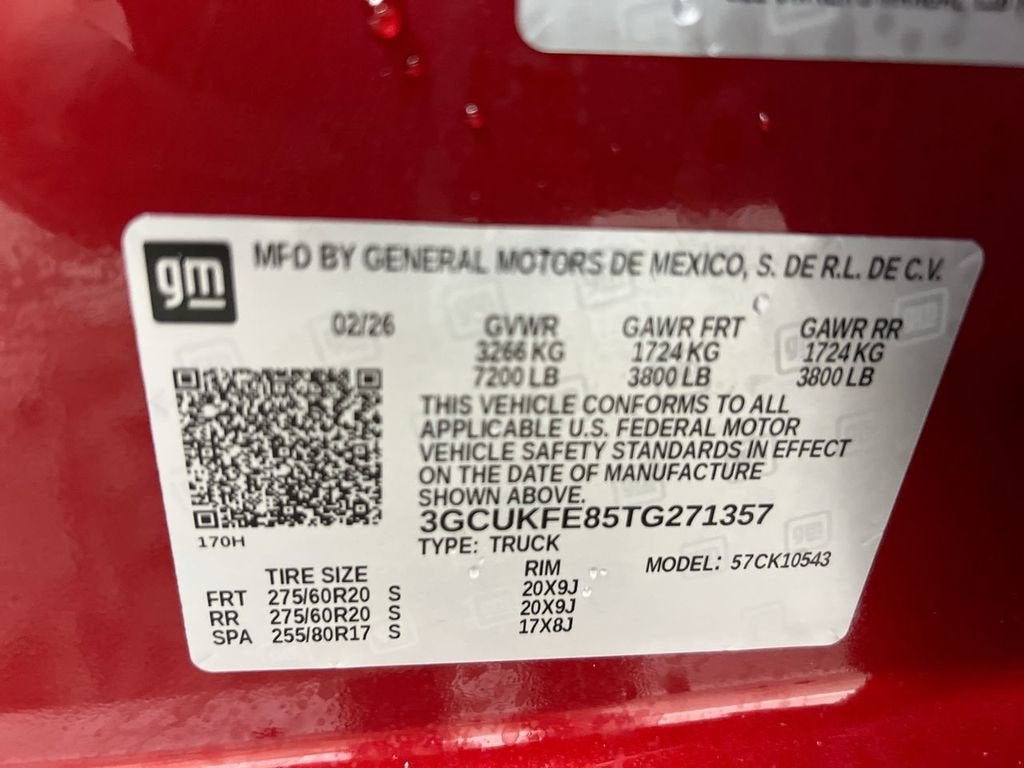 gm
MFD BY GENERAL MOTORS DE MEXICO, S. DE R.L. DE C.V.
02/26 GVWR GAWR FRT GAWR RR
3266 KG 1724 KG 1724 KG
7200 LB 3800 LB 3800 LB
THIS VEHICLE CONFORMS TO ALL
APPLICABLE U.S. FEDERAL MOTOR
VEHICLE SAFETY STANDARDS IN EFFECT
ON THE DATE OF MANUFACTURE
SHOWN ABOVE.
3GCUKFE85TG271357
170H
TYPE: TRUCK
MODEL: 57CK10543
TIRE SIZE RIM
FRT 275/60R20 S 20X9J
RR 275/60R20 S 20X9J
SPA 255/80R17 S 17X8J